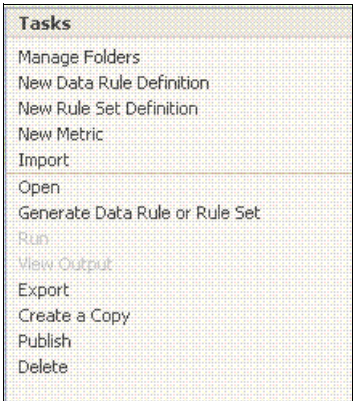 Tasks
Manage Folders
New Data Rule Definition
New Rule Set Definition
New Metric
Import
Open
Generate Data Rule or Rule Set
Run
View Output
Export
Create a Copy
Publish
Delete